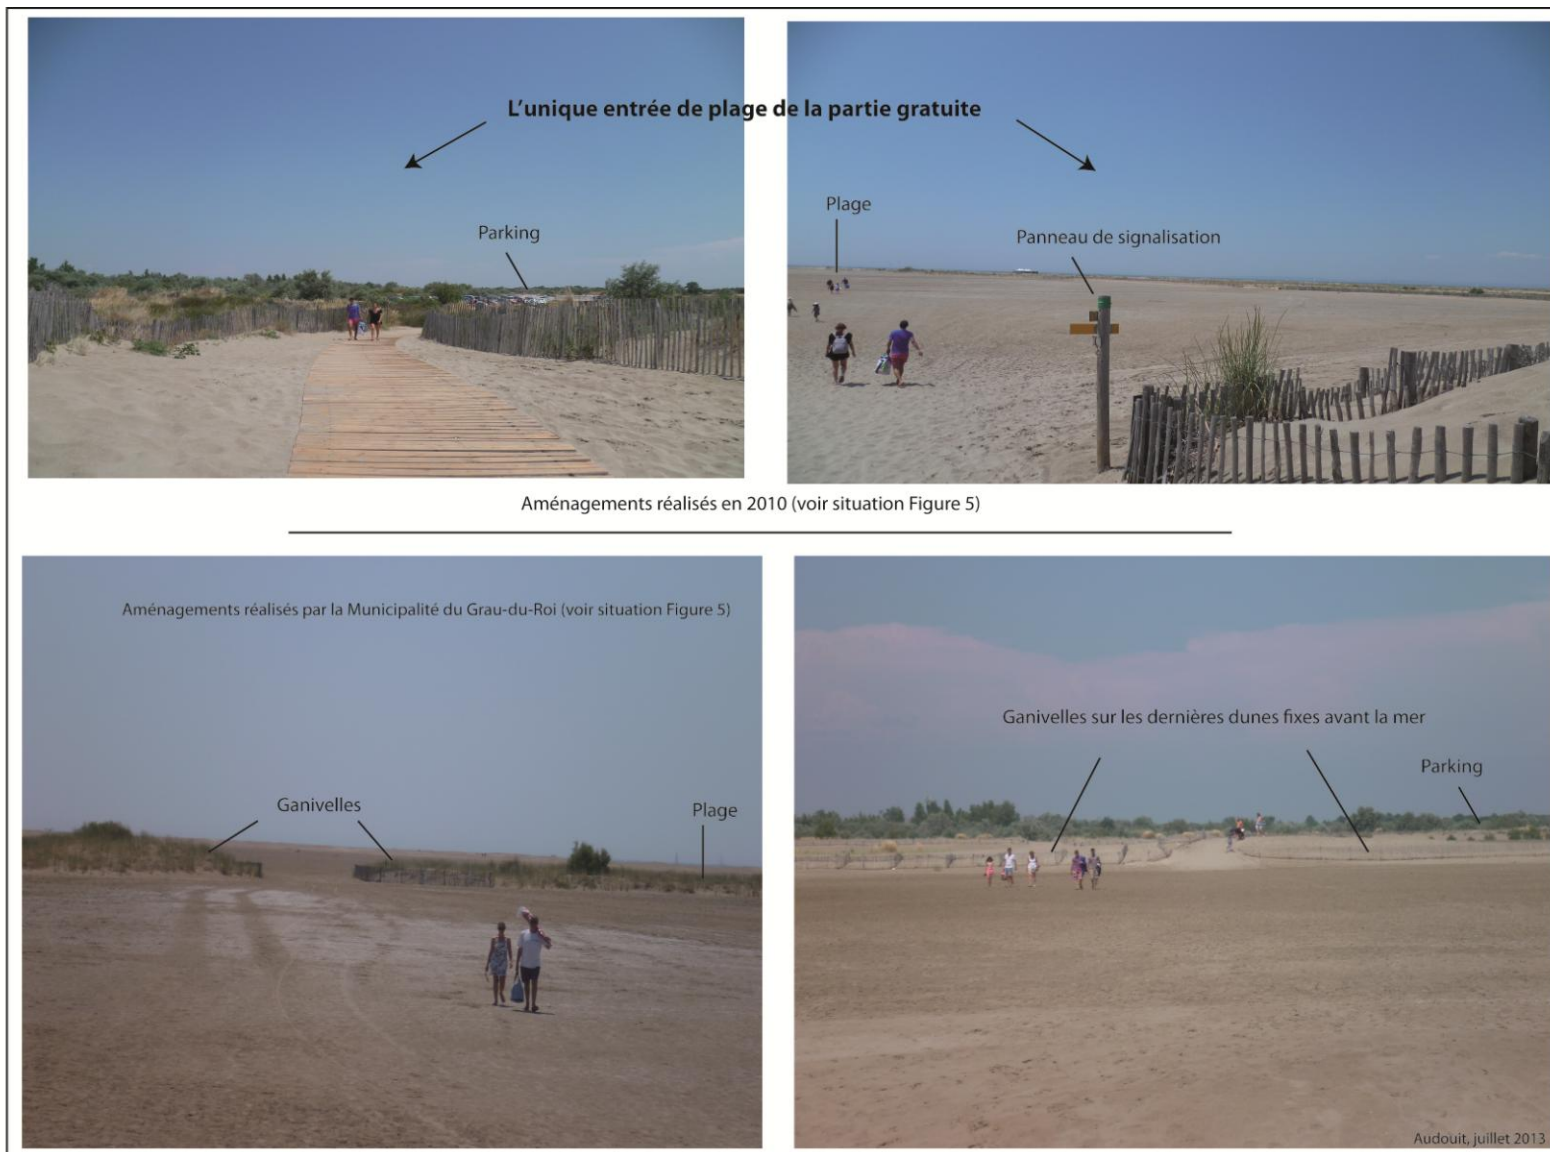 L'unique entrée de plage de la partie gratuite
Parking
Plage
Panneau de signalisation
Aménagements réalisés en 2010 (voir situation Figure 5)
Aménagements réalisés par la Municipalité du Grau-du-Roi (voir situation Figure 5)
Ganivelles
Plage
Ganivelles sur les dernières dunes fixes avant la mer
Parking
Audouit, juillet 2013